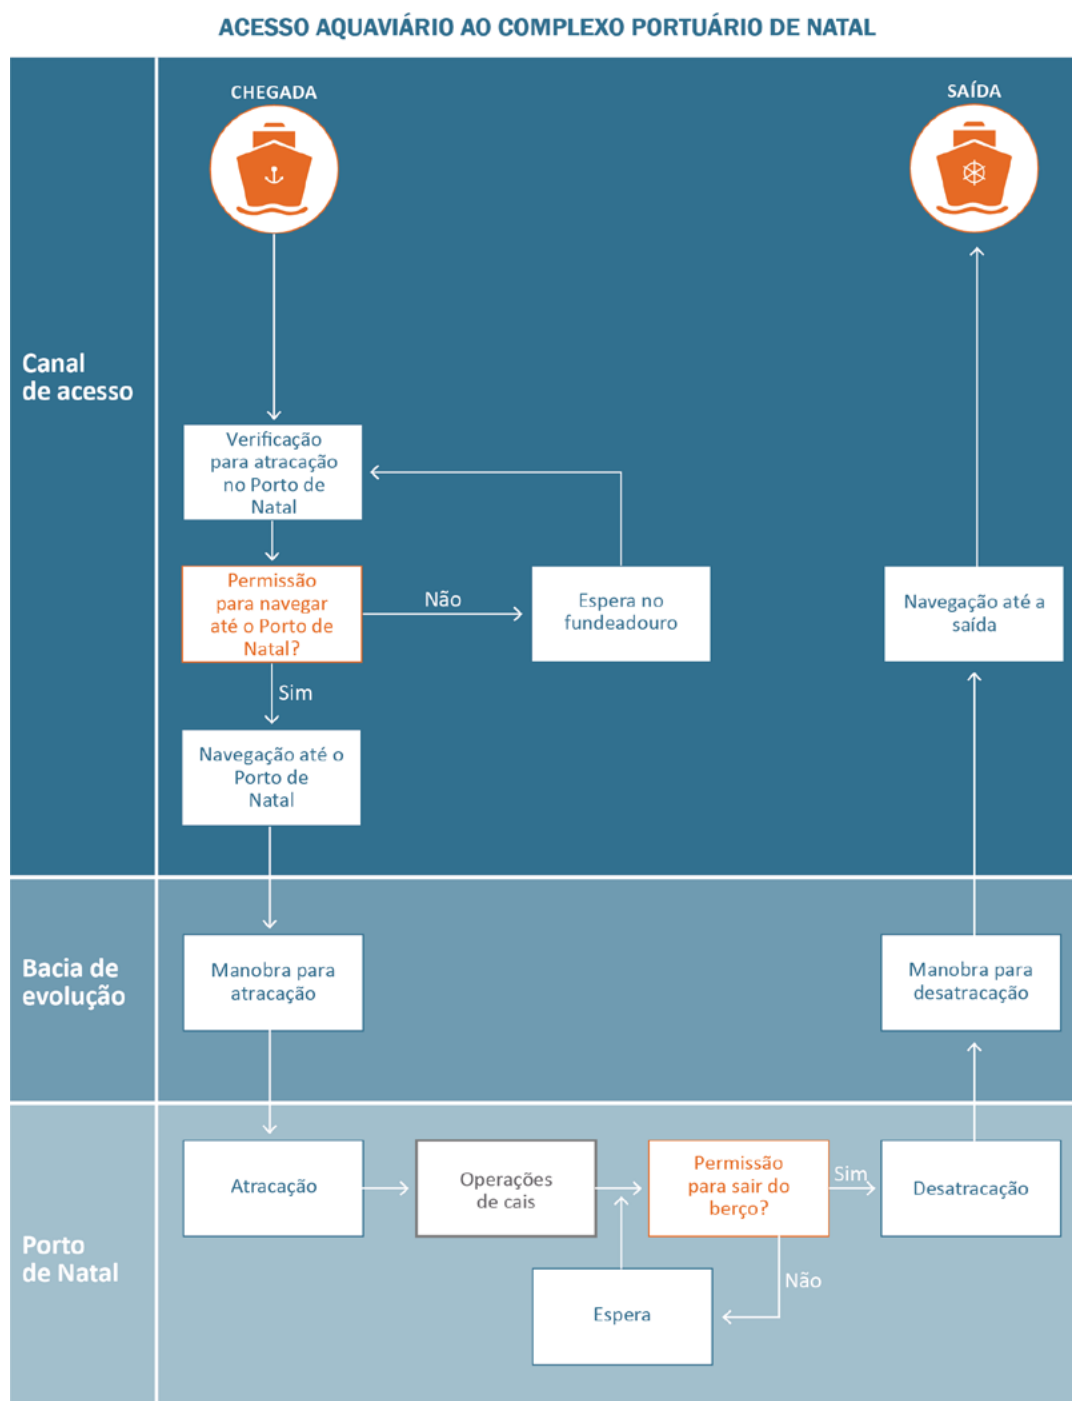 ACESSO AQUAVIÁRIO AO COMPLEXO PORTUÁRIO DE NATAL
CHEGADA
SAÍDA
Canal
de acesso
Verificação
para atracação
no Porto de
Natal
Permissão
para navegar
até o Porto de
Natal?
Não
Espera no
fundeadouro
Navegação até a
saída
Sim
Navegação até o
Porto de
Natal
Bacia de
evolução
Manobra para
atracação
Manobra para
desatracação
Porto
de Natal
Atracação
Operações
de cais
Permissão
para sair do
berço?
Sim
Desatracação
Não
Espera